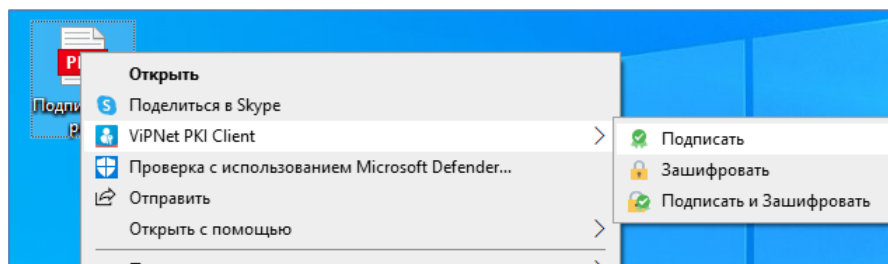 Открыть
Поделиться в Skype
ViPNet PKI Client
Проверка с использованием Microsoft Defender...
Отправить
Открыть с помощью
Подписать
Зашифровать
Подписать и Зашифровать